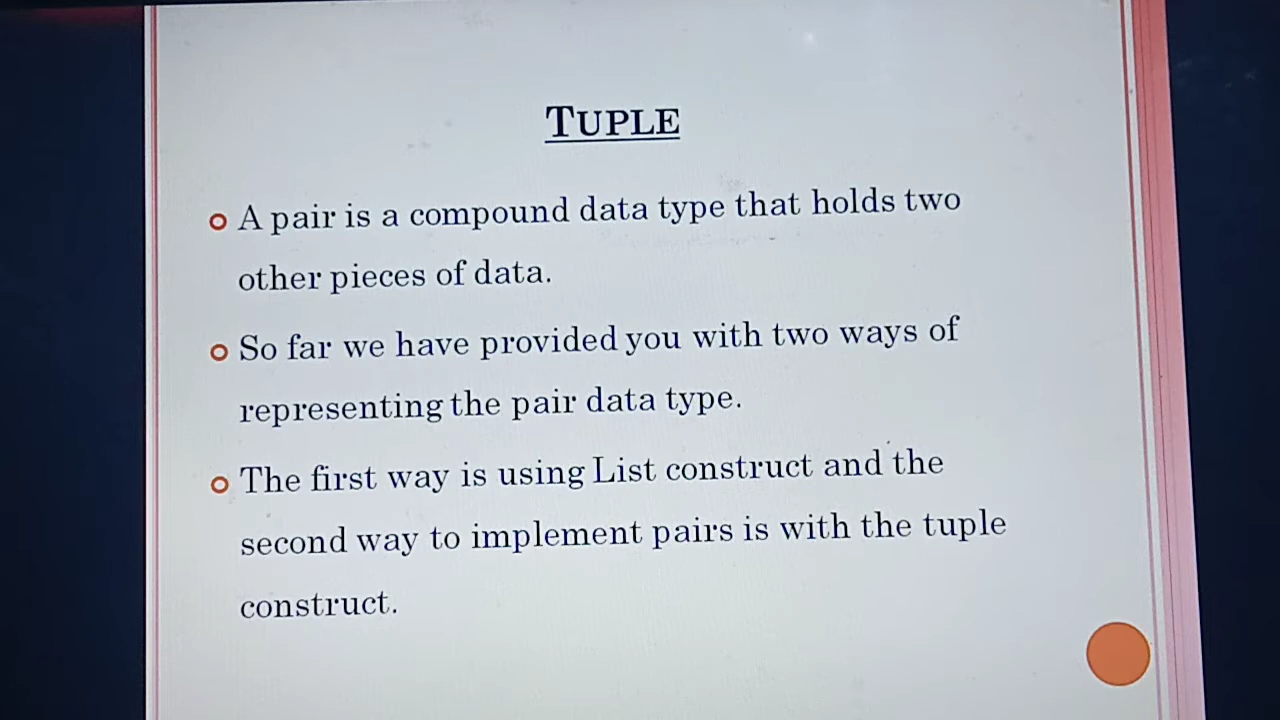 TUPLE
A pair is a compound data type that holds two
other pieces of data.
So far we have provided you with two ways of
representing the pair data type.
The first way is using List construct and the
second way to implement pairs is with the tuple
construct.